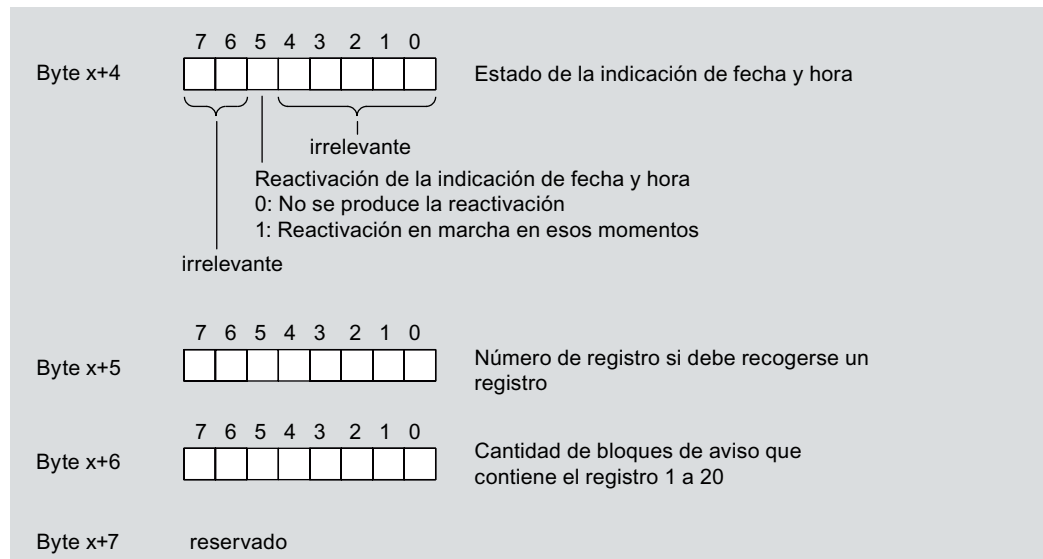 7 6 5 4 3 2 1 0
Byte x+4
Estado de la indicación de fecha y hora
irrelevante
Reactivación de la indicación de fecha y hora
0: No se produce la reactivación
1: Reactivación en marcha en esos momentos
irrelevante
7 6 5 4 3 2 1 0
Byte x+5
Número de registro si debe recogerse un
registro
7 6 5 4 3 2 1 0
Byte x+6
Cantidad de bloques de aviso que
contiene el registro 1 a 20
Byte x+7
reservado